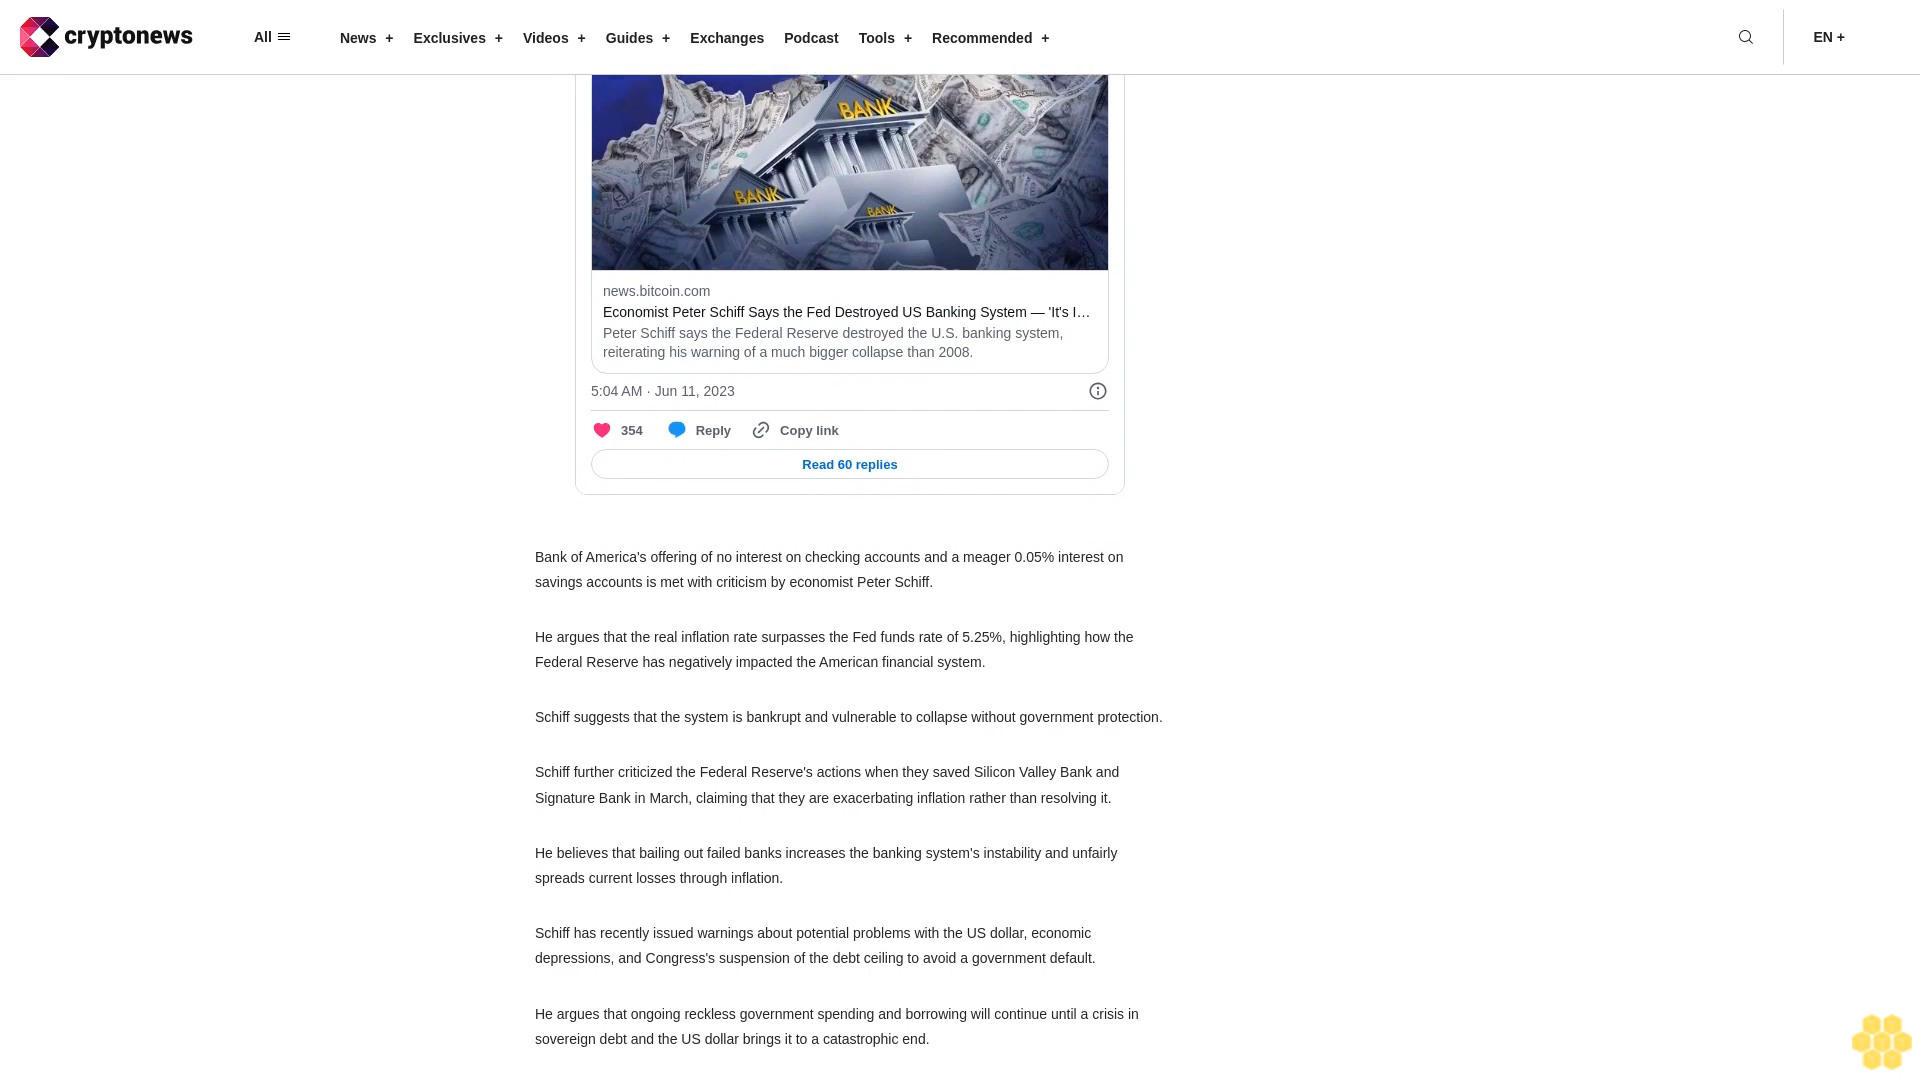 cryptonews
All
News +
Exclusives +
Videos +
Guides +
Exchanges
Podcast
Tools +
Recommended +
EN +
BANK
BANK
BANK
news.bitcoin.com
Economist Peter Schiff Says the Fed Destroyed US Banking System — 'It's I…
Peter Schiff says the Federal Reserve destroyed the U.S. banking system,
reiterating his warning of a much bigger collapse than 2008.
5:04 AM · Jun 11, 2023
354
Reply
Copy link
Read 60 replies
Bank of America's offering of no interest on checking accounts and a meager 0.05% interest on
savings accounts is met with criticism by economist Peter Schiff.
He argues that the real inflation rate surpasses the Fed funds rate of 5.25%, highlighting how the
Federal Reserve has negatively impacted the American financial system.
Schiff suggests that the system is bankrupt and vulnerable to collapse without government protection.
Schiff further criticized the Federal Reserve's actions when they saved Silicon Valley Bank and
Signature Bank in March, claiming that they are exacerbating inflation rather than resolving it.
He believes that bailing out failed banks increases the banking system's instability and unfairly
spreads current losses through inflation.
Schiff has recently issued warnings about potential problems with the US dollar, economic
depressions, and Congress's suspension of the debt ceiling to avoid a government default.
He argues that ongoing reckless government spending and borrowing will continue until a crisis in
sovereign debt and the US dollar brings it to a catastrophic end.